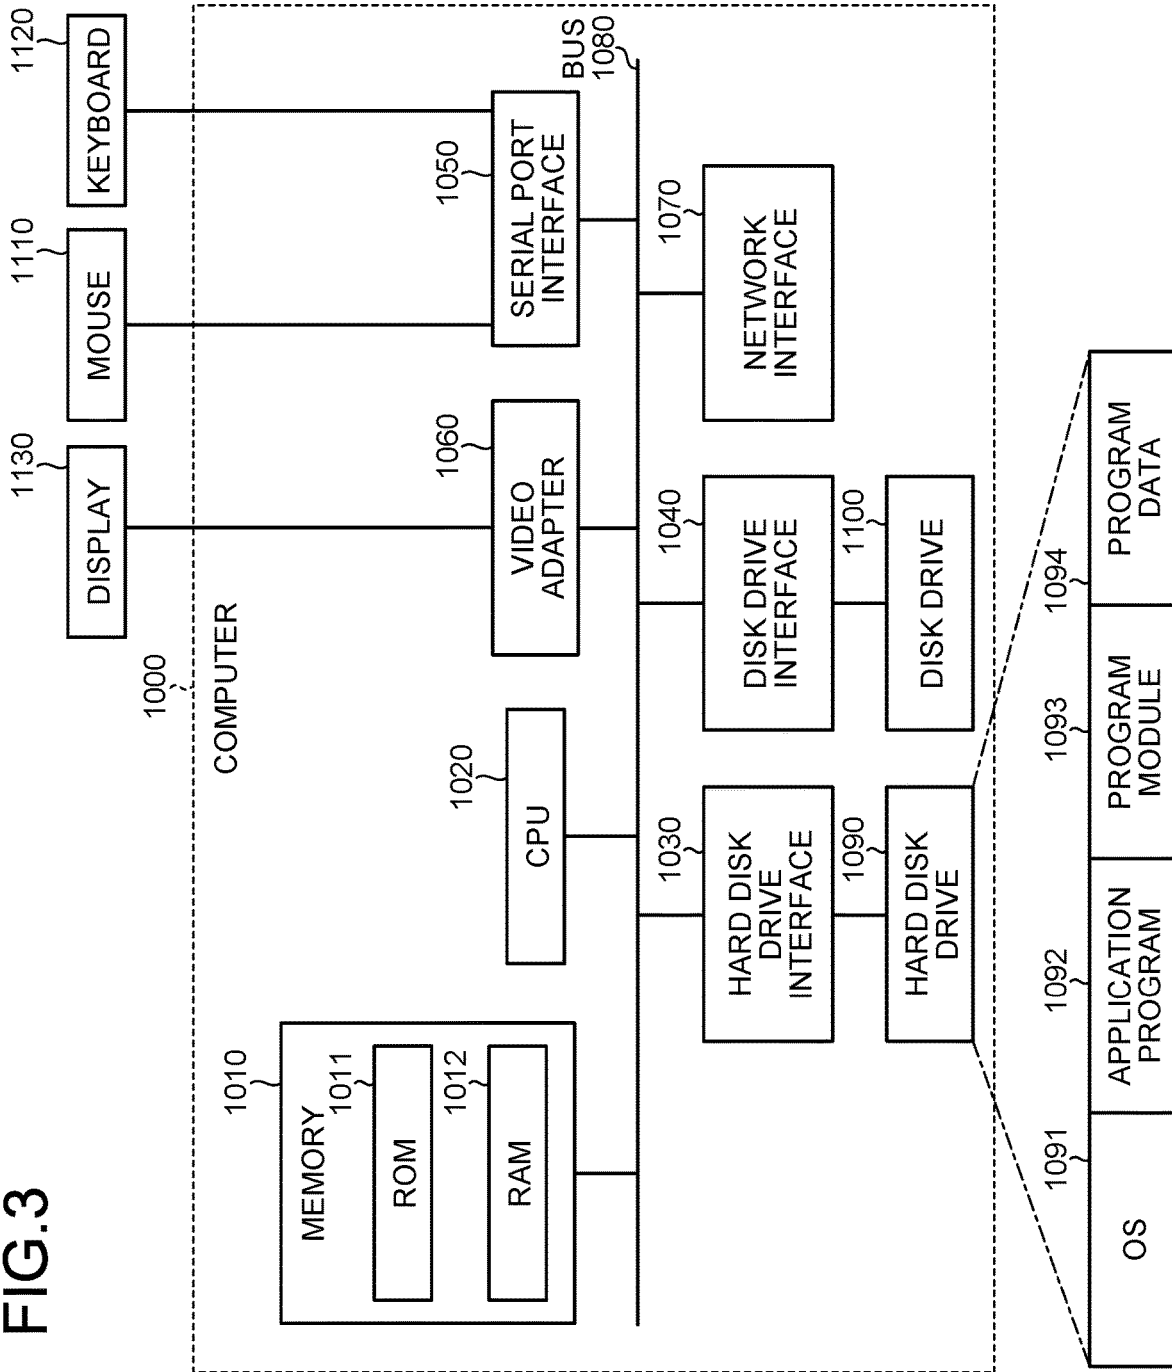 FIG.3
1000
COMPUTER
1010
MEMORY
1011
ROM
1012
RAM
1020
CPU
1130
DISPLAY
1110
MOUSE
1120
KEYBOARD
1060
VIDEO
ADAPTER
1050
SERIAL PORT
INTERFACE
BUS
1080
1030
HARD DISK
DRIVE
INTERFACE
1040
DISK DRIVE
INTERFACE
1070
NETWORK
INTERFACE
1090
HARD DISK
DRIVE
1100
DISK DRIVE
1091
OS
1092
APPLICATION
PROGRAM
1093
PROGRAM
MODULE
1094
PROGRAM
DATA